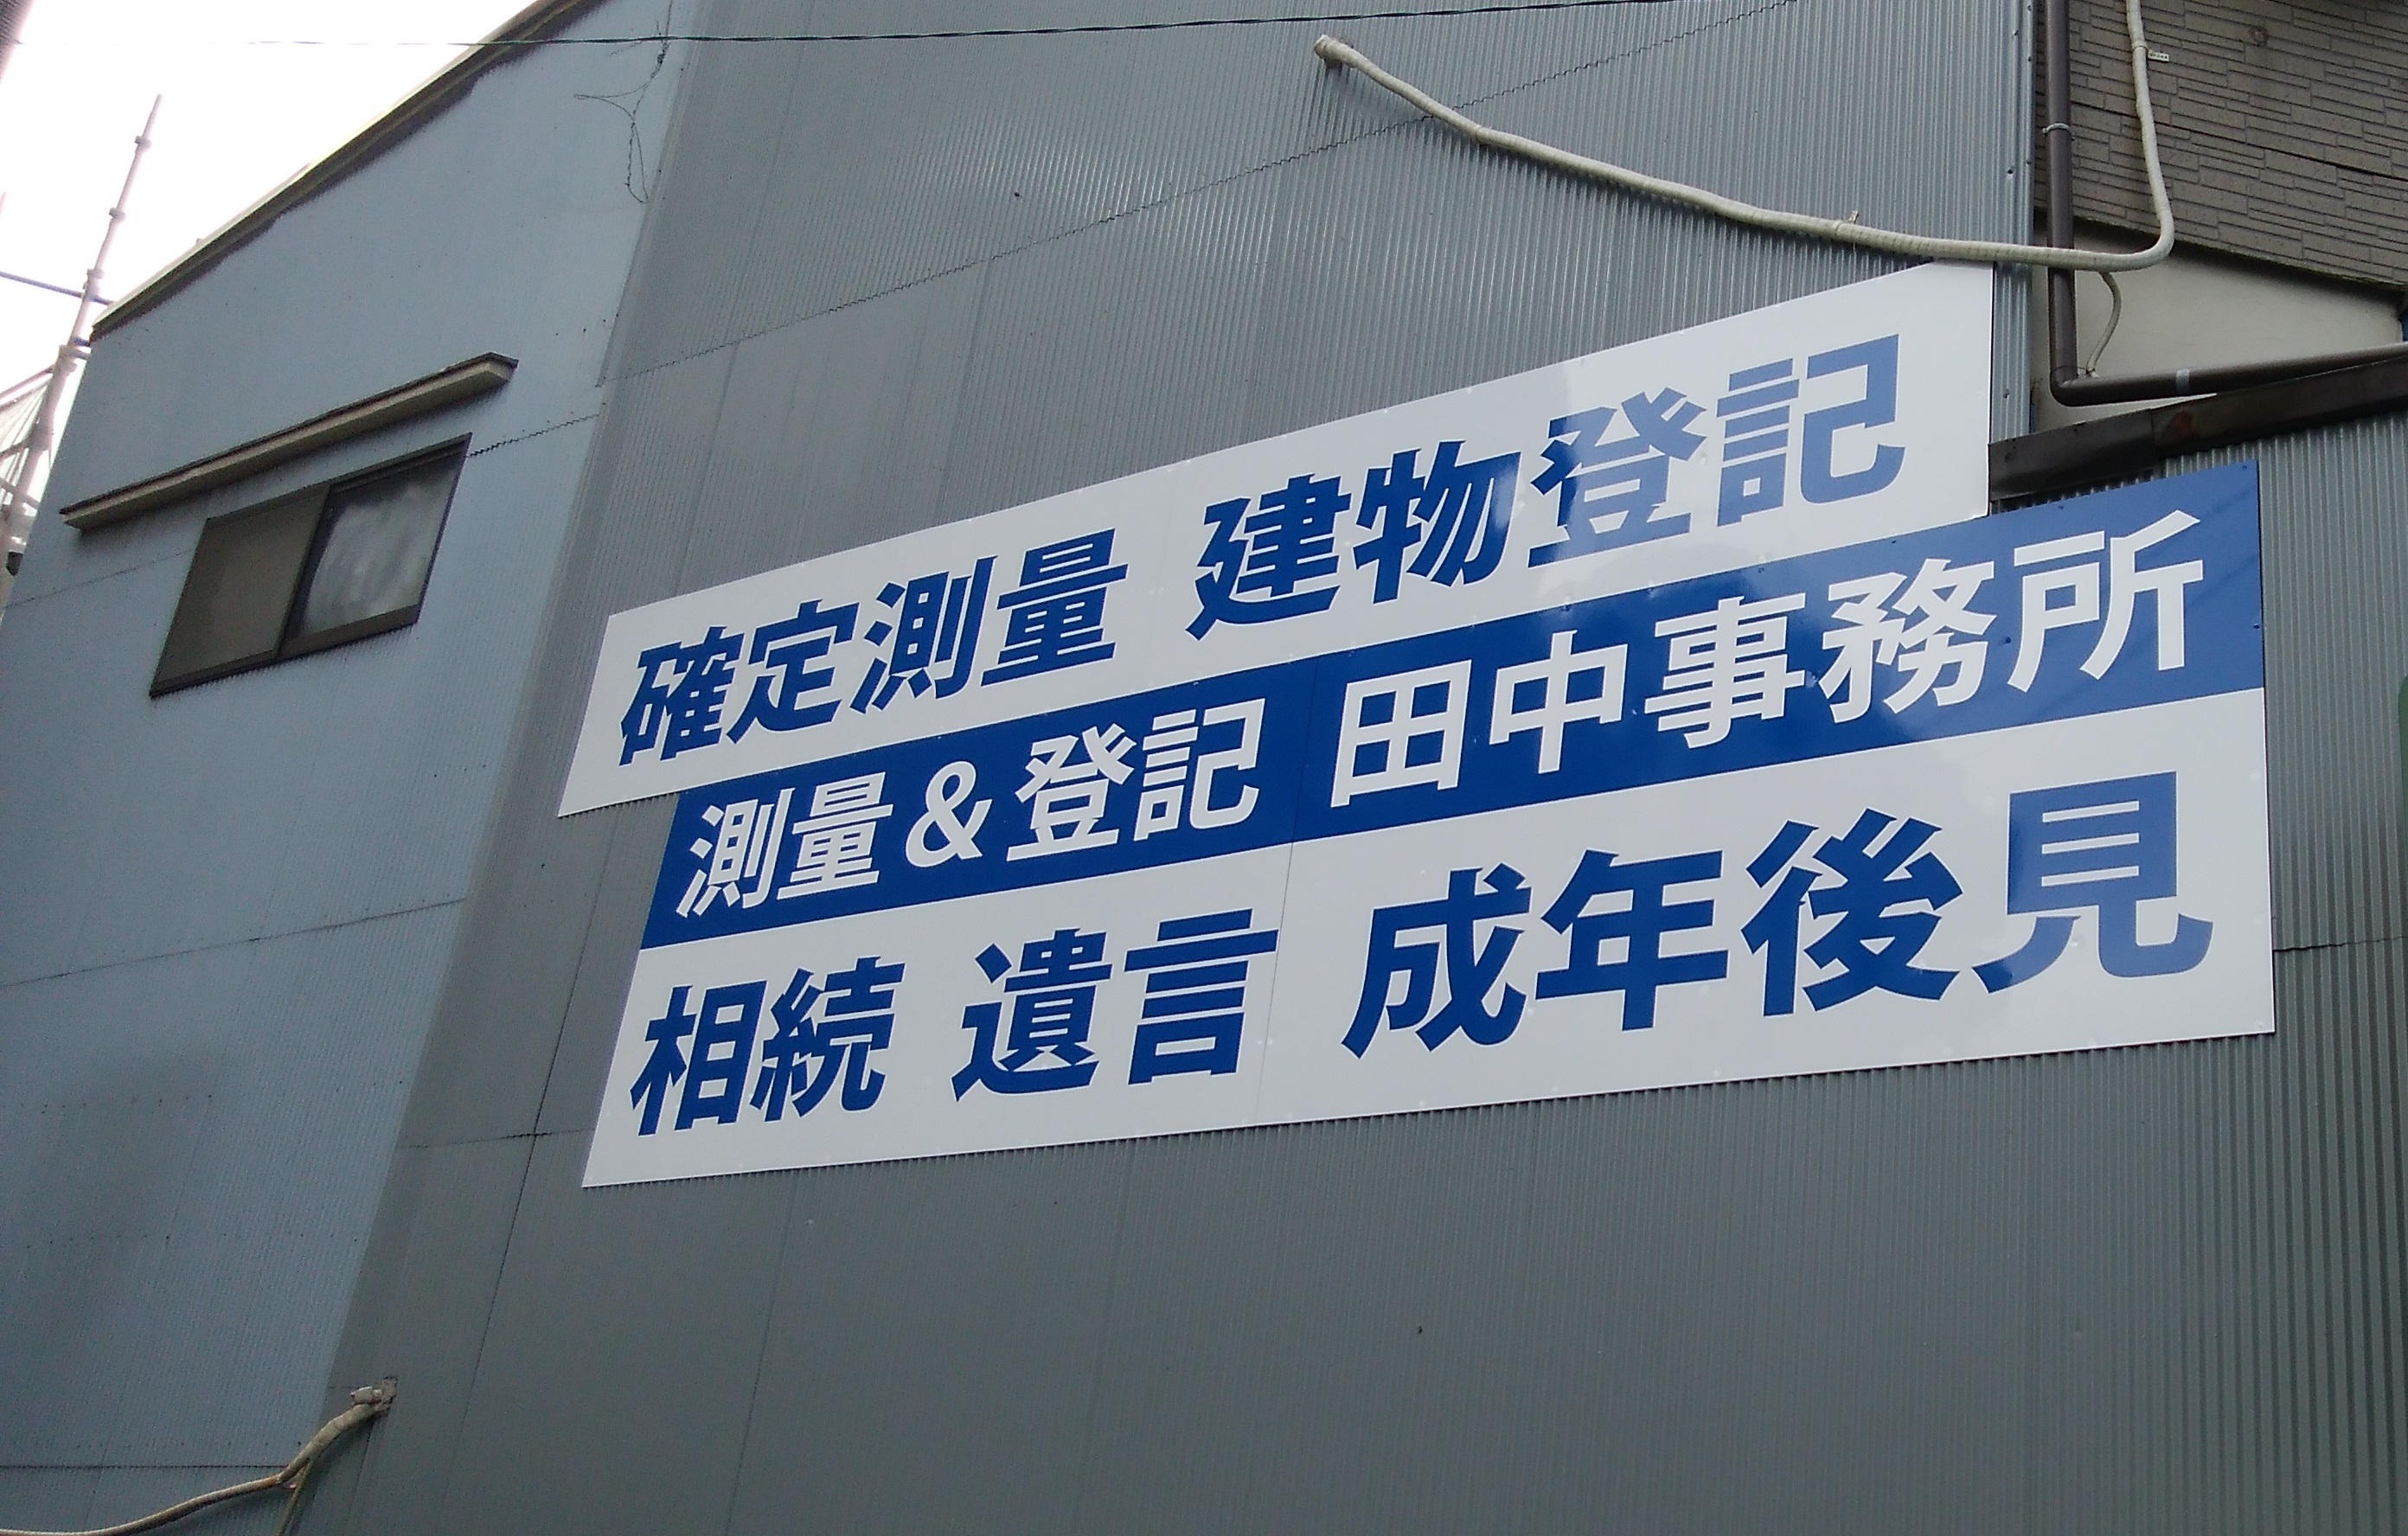 確定測量 建物登記
測量&登記 田中事務所
相続 遺言 成年後見